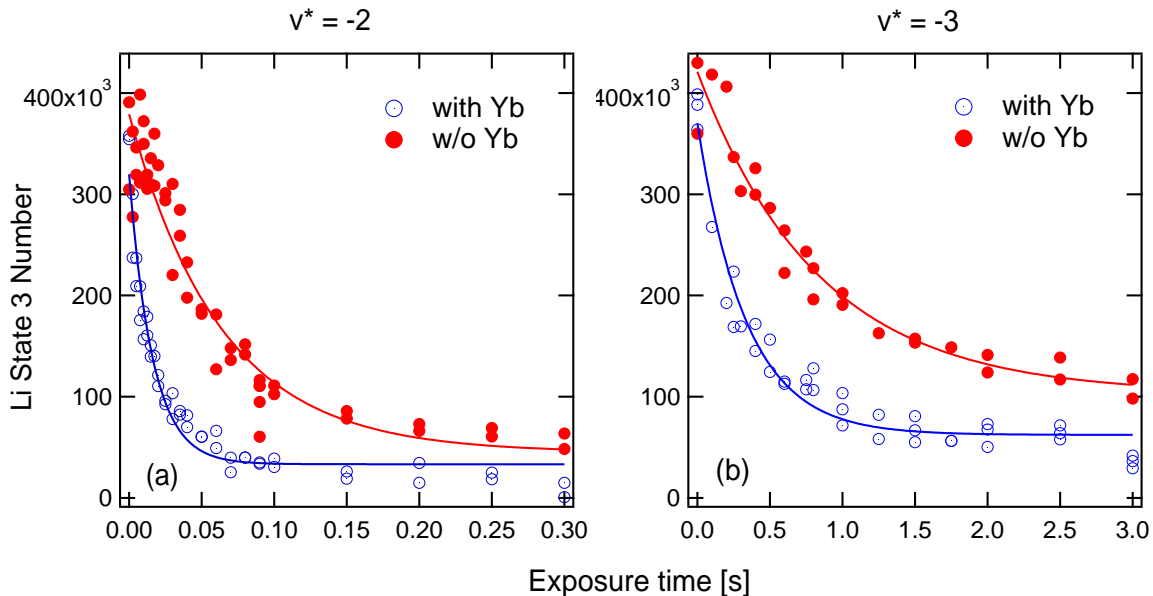 v* = -2
v* = -3
Li State 3 Number
400x10³
300
200
100
0
with Yb
w/o Yb
(a)
0.00 0.05 0.10 0.15 0.20 0.25 0.30
400x10³
300
200
100
0
with Yb
w/o Yb
(b)
0.0 0.5 1.0 1.5 2.0 2.5 3.0
Exposure time [s]